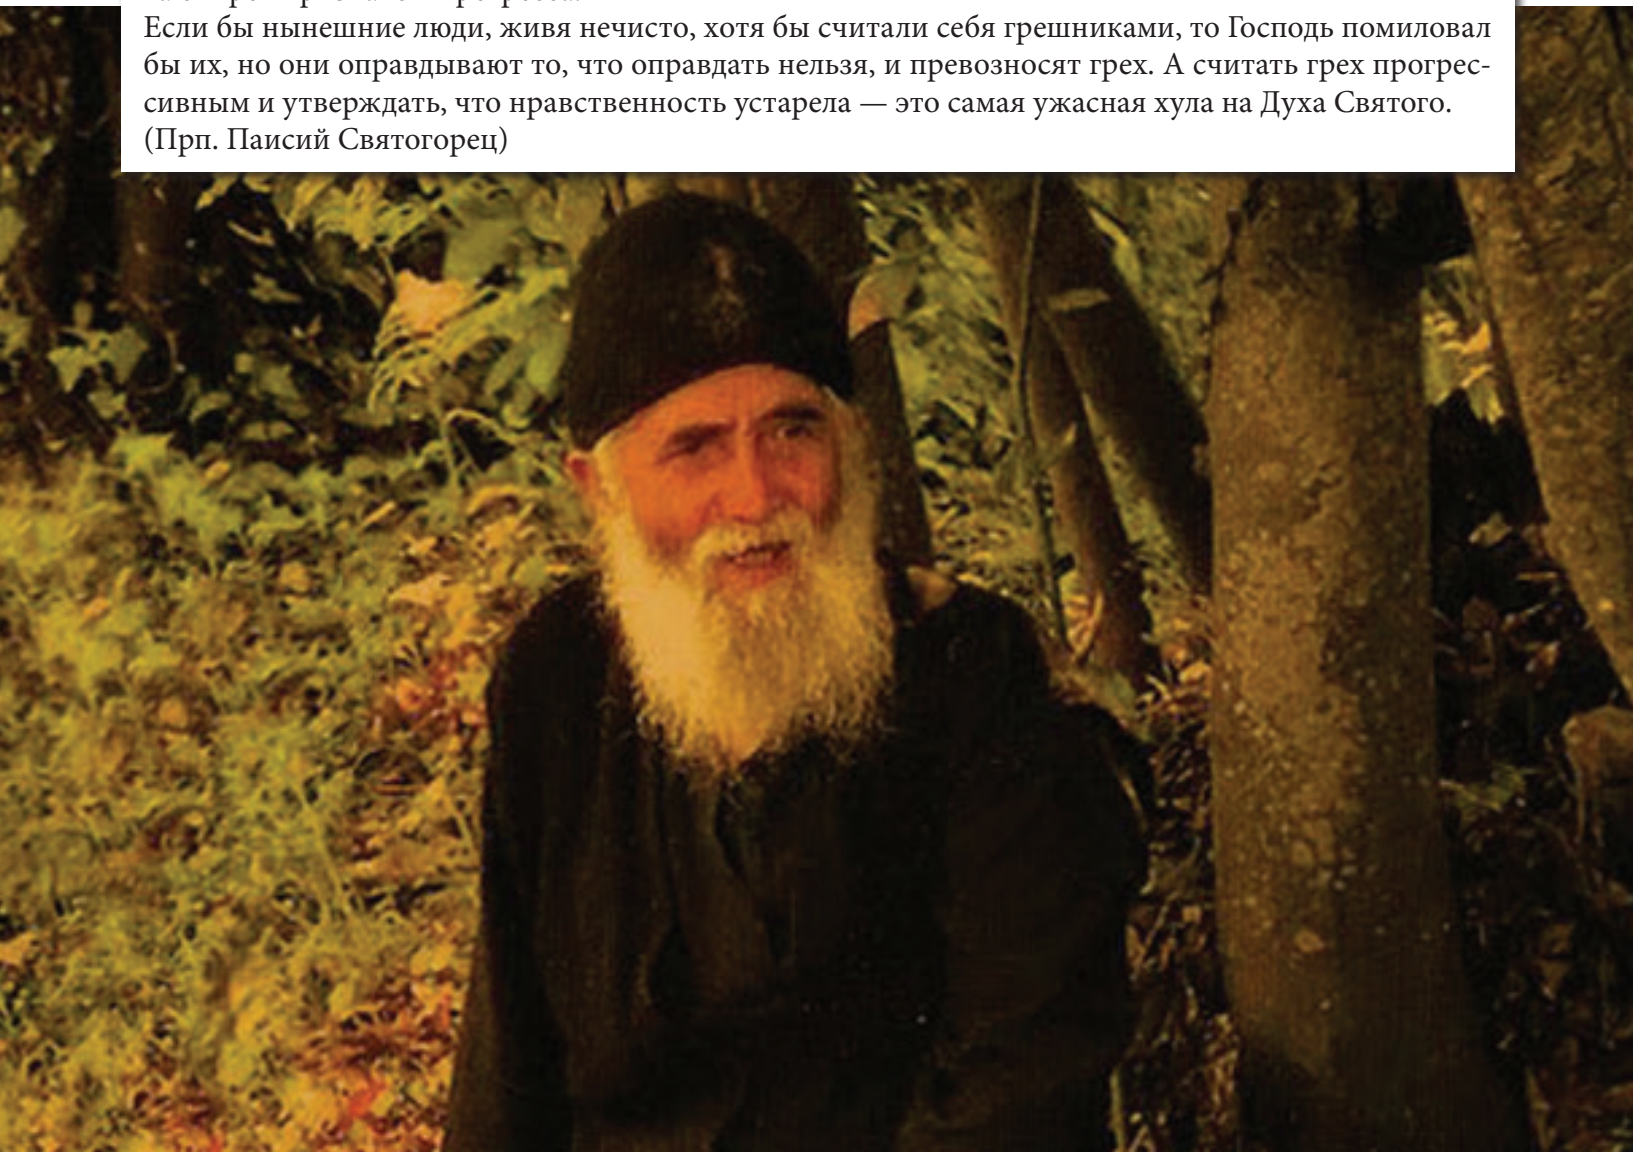 Если бы нынешние люди, живя нечисто, хотя бы считали себя грешниками, то Господь помиловал
бы их, но они оправдывают то, что оправдать нельзя, и превозносят грех. А считать грех прогрес-
сивным и утверждать, что нравственность устарела — это самая ужасная хула на Духа Святого.
(Прп. Паисий Святогорец)